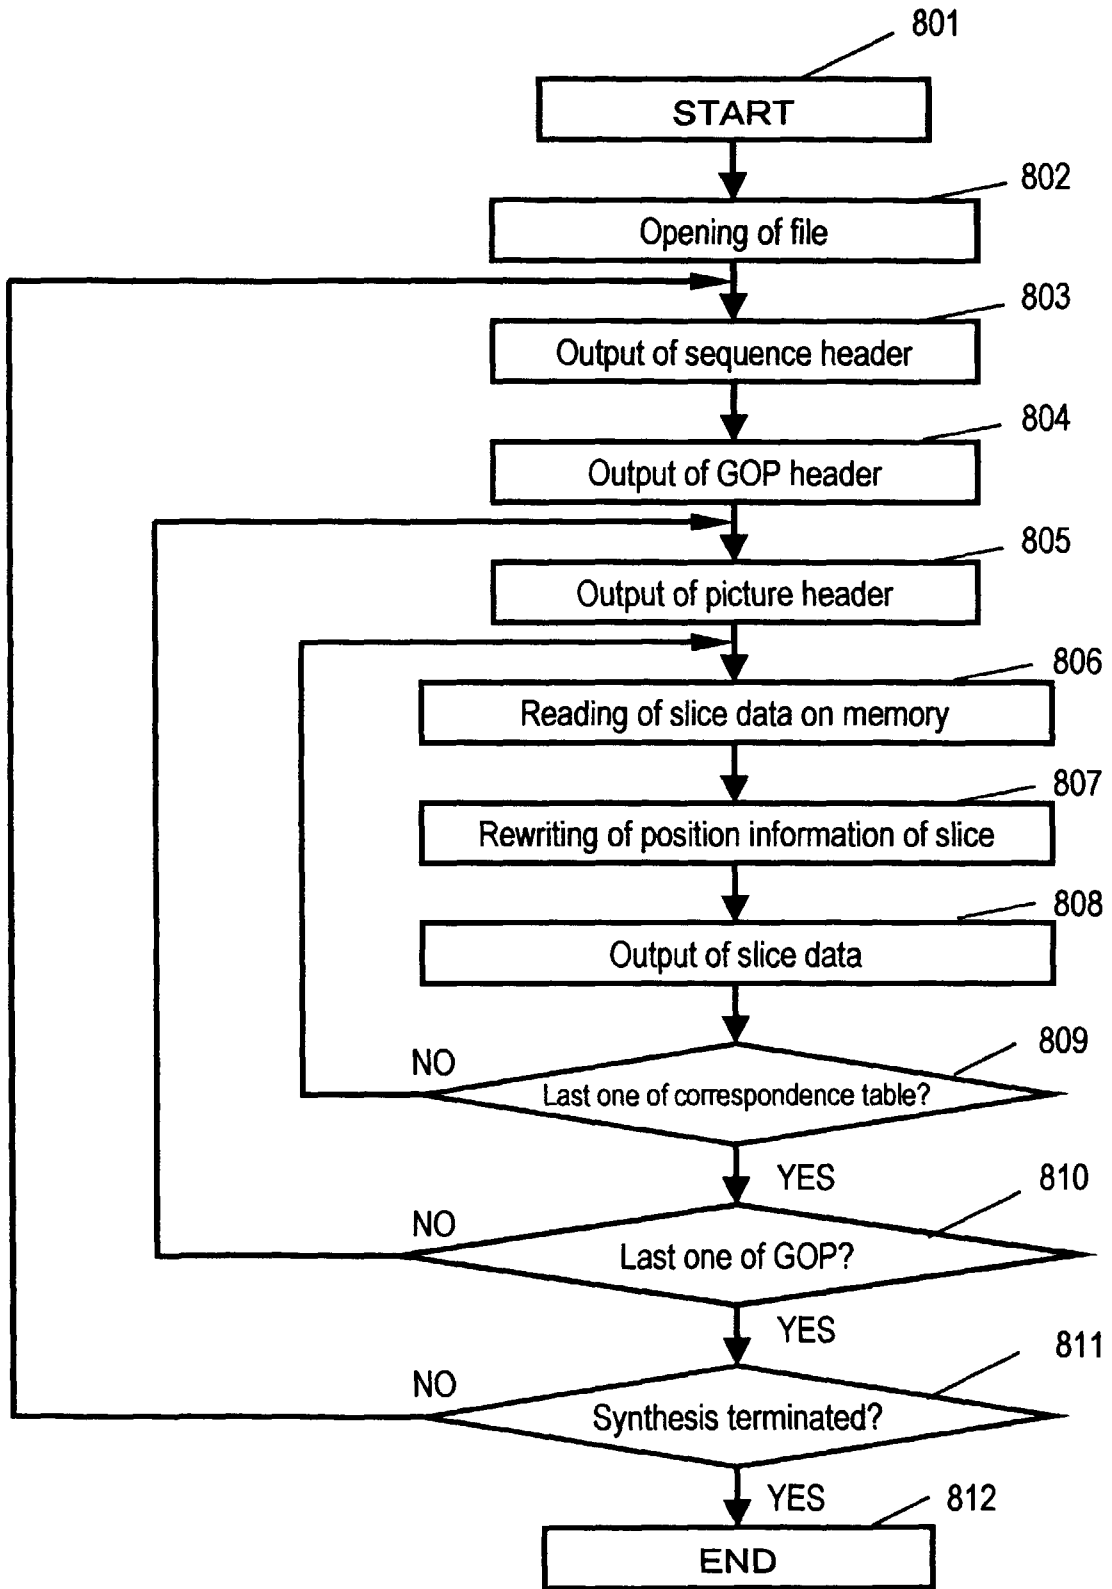 801
START
802
Opening of file
803
Output of sequence header
804
Output of GOP header
805
Output of picture header
806
Reading of slice data on memory
807
Rewriting of position information of slice
808
Output of slice data
809
NO
Last one of correspondence table?
YES
810
NO
Last one of GOP?
YES
811
NO
Synthesis terminated?
YES
812
END